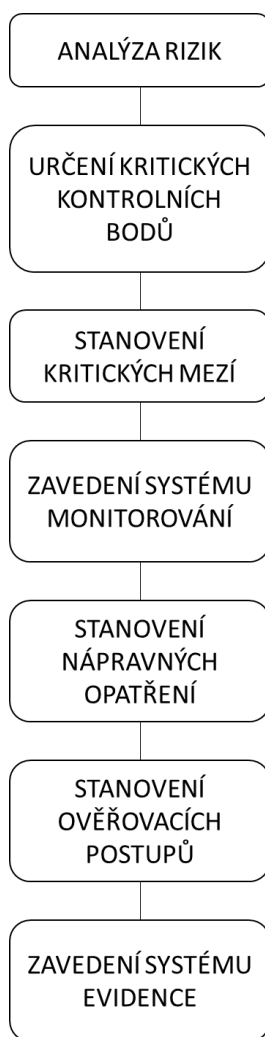 ANALÝZA RIZIK
URČENÍ KRITICKÝCH
KONTROLNÍCH
BODŮ
STANOVENÍ
KRITICKÝCH MEZÍ
ZAVEDENÍ SYSTÉMU
MONITOROVÁNÍ
STANOVENÍ
NÁPRAVNÝCH
OPATŘENÍ
STANOVENÍ
OVĚŘOVACÍCH
POSTUPŮ
ZAVEDENÍ SYSTÉMU
EVIDENCE